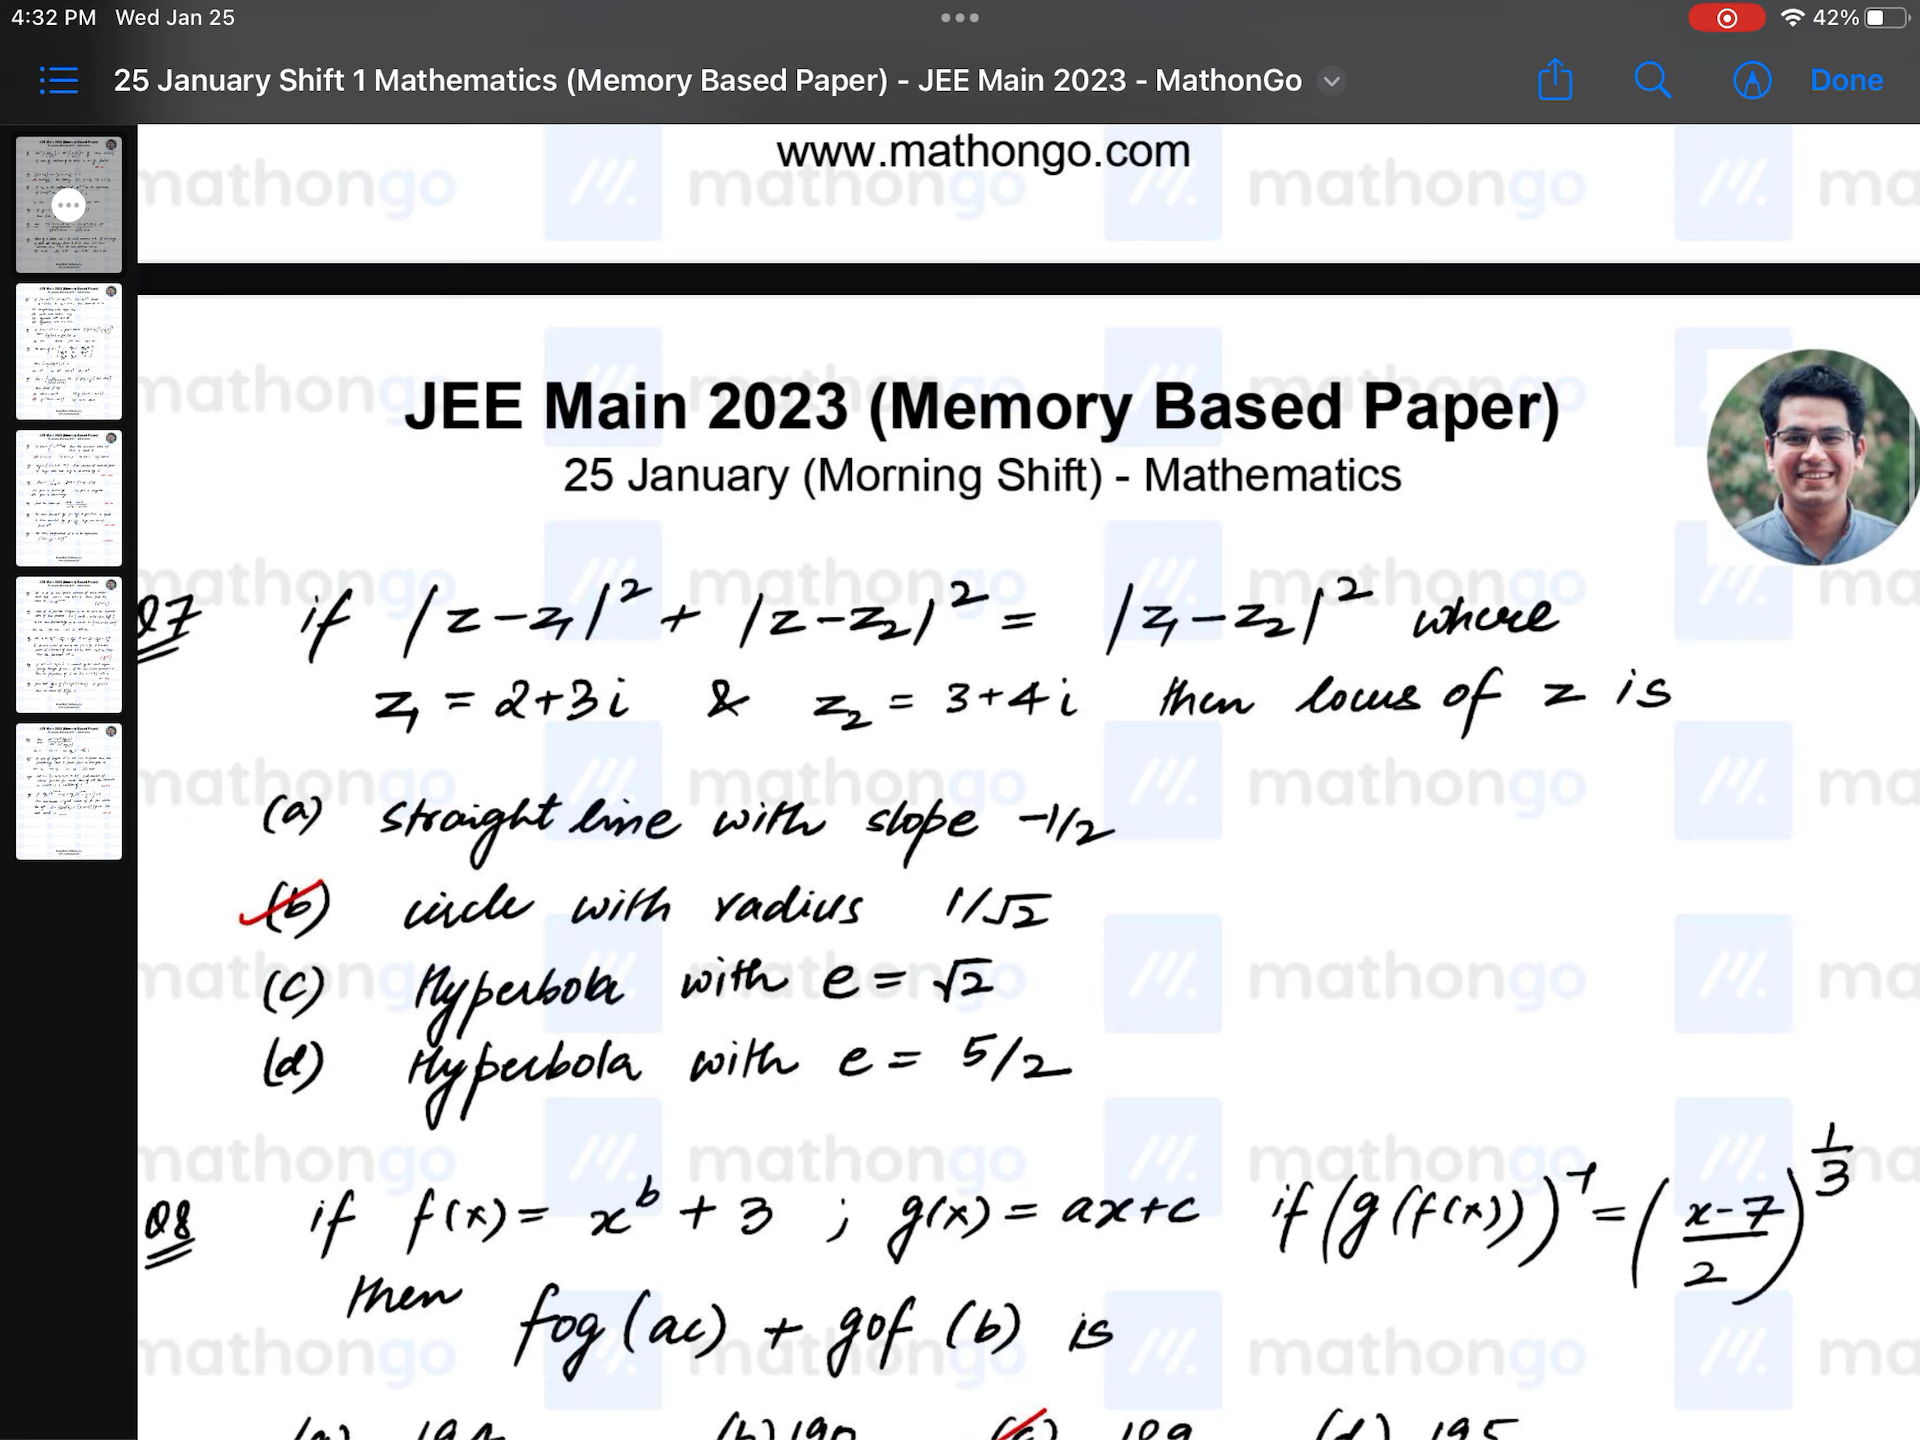 4:32 PM Wed Jan 25
42%
25 January Shift 1 Mathematics (Memory Based Paper) - JEE Main 2023 - MathonGo
Done
www.mathongo.com
JEE Main 2023 (Memory Based Paper)
25 January (Morning Shift) - Mathematics
Q7 if |z-z₁|² + |z-z₂|² = |z₁-z₂|² where
z₁ = 2+3i & z₂ = 3+4i then locus of z is
(a) straight line with slope -1/2
(b) circle with radius 1/√2
(c) Hyperbola with e = √2
(d) Hyperbola with e = 5/2
Q8 if f(x) = x^b + 3 ; g(x) = ax+c if (g(f(x)))⁻¹ = ((x-7)/2)^(1/3)
then fog(ac) + gof(b) is
mathongo